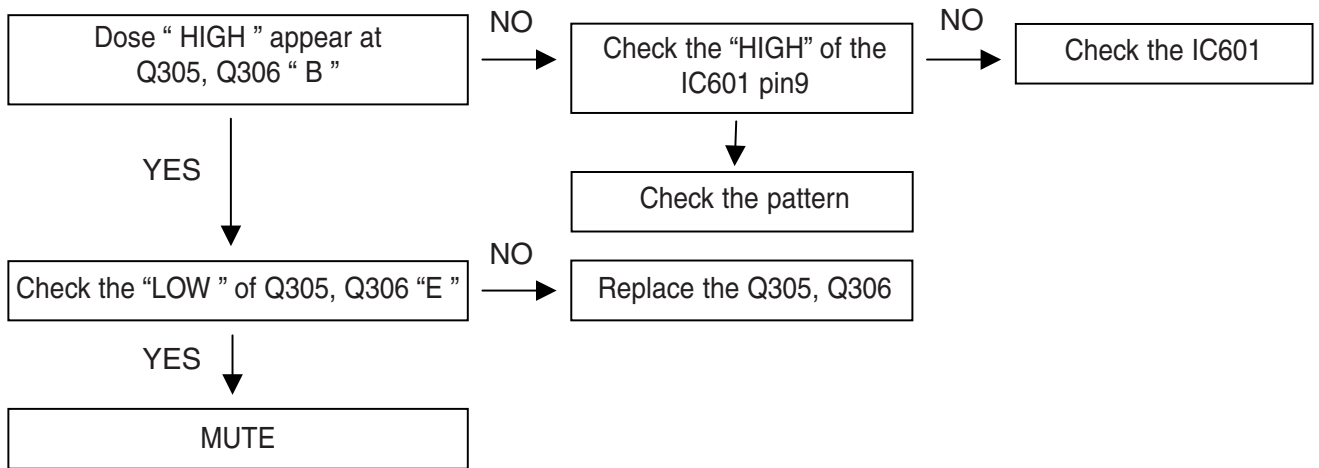 Dose “ HIGH ” appear at
Q305, Q306 “ B ”
NO
Check the “HIGH” of the
IC601 pin9
NO
Check the IC601
YES
Check the pattern
Check the “LOW ” of Q305, Q306 “E ”
NO
Replace the Q305, Q306
YES
MUTE